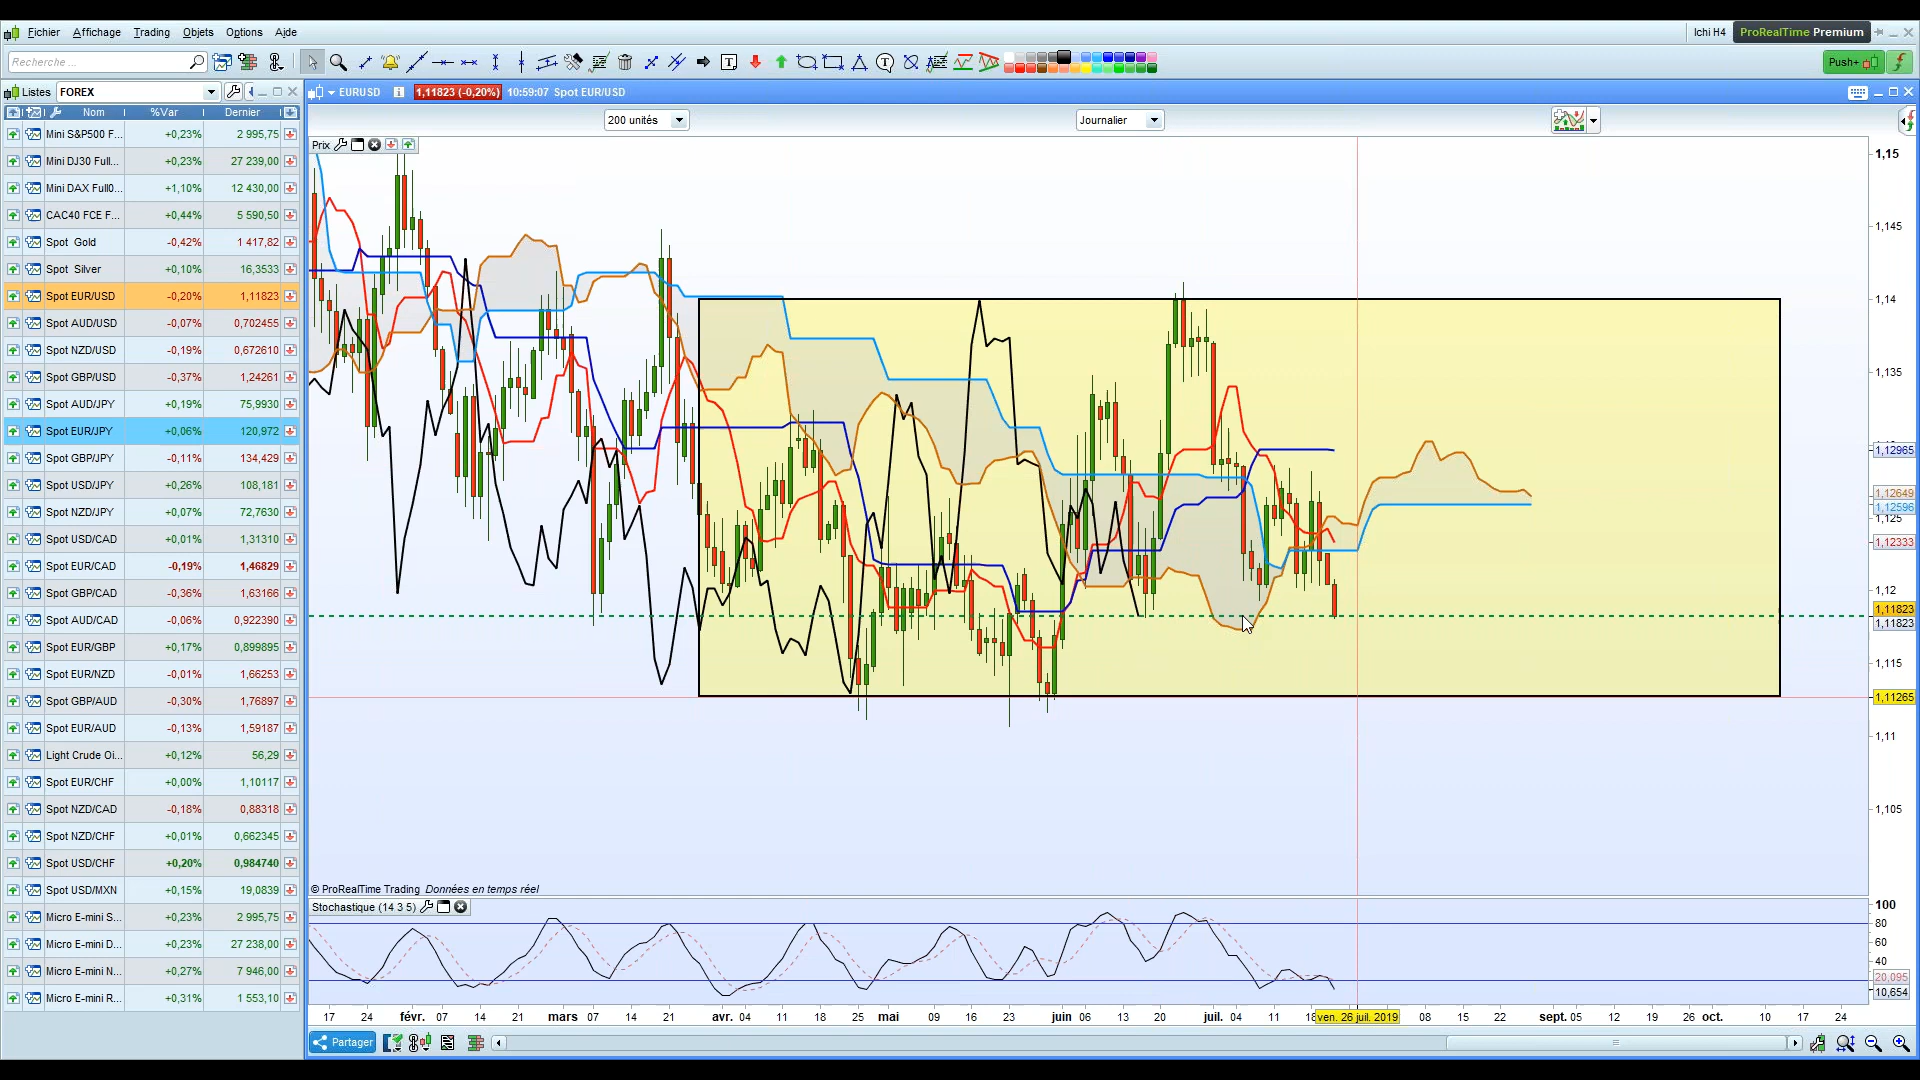 Fichier Affichage Trading Objets Options Aide
Ichi H4 ProRealTime Premium
Recherche ...
Push+
Listes FOREX
EURUSD 1,11823 (-0,20%) 10:59:07 Spot EUR/USD
Nom %Var Dernier
200 unités Journalier
Mini S&P500 F... +0,23% 2 995,75
Mini DJ30 Full... +0,23% 27 239,00
Mini DAX Full0... +1,10% 12 430,00
CAC40 FCE F... +0,44% 5 590,50
Spot Gold -0,42% 1 417,82
Spot Silver +0,10% 16,3533
Spot EUR/USD -0,20% 1,11823
Spot AUD/USD -0,07% 0,702455
Spot NZD/USD -0,19% 0,672610
Spot GBP/USD -0,37% 1,24261
Spot AUD/JPY +0,19% 75,9930
Spot EUR/JPY +0,06% 120,972
Spot GBP/JPY -0,11% 134,429
Spot USD/JPY +0,26% 108,181
Spot NZD/JPY +0,07% 72,7630
Spot USD/CAD +0,01% 1,31310
Spot EUR/CAD -0,19% 1,46829
Spot GBP/CAD -0,36% 1,63166
Spot AUD/CAD -0,06% 0,922390
Spot EUR/GBP +0,17% 0,899895
Spot EUR/NZD -0,01% 1,66253
Spot GBP/AUD -0,30% 1,76897
Spot EUR/AUD -0,13% 1,59187
Light Crude Oi... +0,12% 56,29
Spot EUR/CHF +0,00% 1,10117
Spot NZD/CAD -0,18% 0,88318
Spot NZD/CHF +0,01% 0,662345
Spot USD/CHF +0,20% 0,984740
Spot USD/MXN +0,15% 19,0839
Micro E-mini S... +0,23% 2 995,75
Micro E-mini D... +0,23% 27 238,00
Micro E-mini N... +0,27% 7 946,00
Micro E-mini R... +0,31% 1 553,10
Prix
1,15
1,145
1,14
1,135
1,12965
1,12649
1,12596
1,125
1,12333
1,12
1,11823
1,11823
1,115
1,11265
1,11
1,105
© ProRealTime Trading Données en temps réel
Stochastique (14 3 5)
100
80
60
40
20,095
10,654
17 24 févr. 07 14 21 mars 07 14 21 avr. 04 11 18 25 mai 09 16 23 juin 06 13 20 juil. 04 11 18 ven. 26 juil. 2019 08 15 22 sept. 05 12 19 26 oct. 10 17 24
Partager